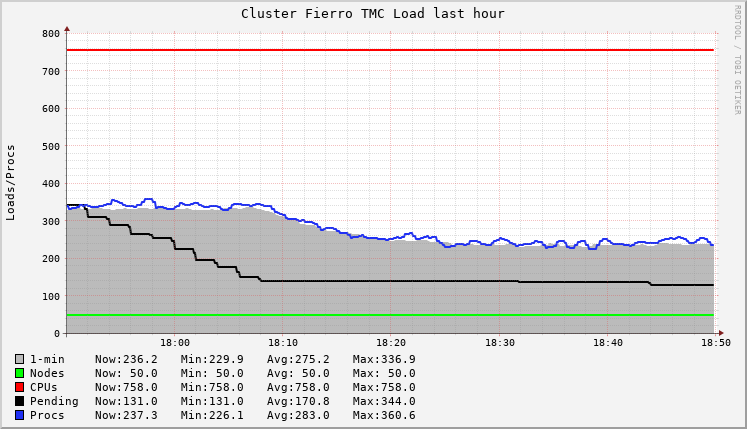 Cluster Fierro TMC Load last hour
RRDTOOL / TOBI OETIKER
Loads/Procs
800
700
600
500
400
300
200
100
0
18:00 18:10 18:20 18:30 18:40 18:50
1-min Now:236.2 Min:229.9 Avg:275.2 Max:336.9
Nodes Now: 50.0 Min: 50.0 Avg: 50.0 Max: 50.0
CPUs Now:758.0 Min:758.0 Avg:758.0 Max:758.0
Pending Now:131.0 Min:131.0 Avg:170.8 Max:344.0
Procs Now:237.3 Min:226.1 Avg:283.0 Max:360.6